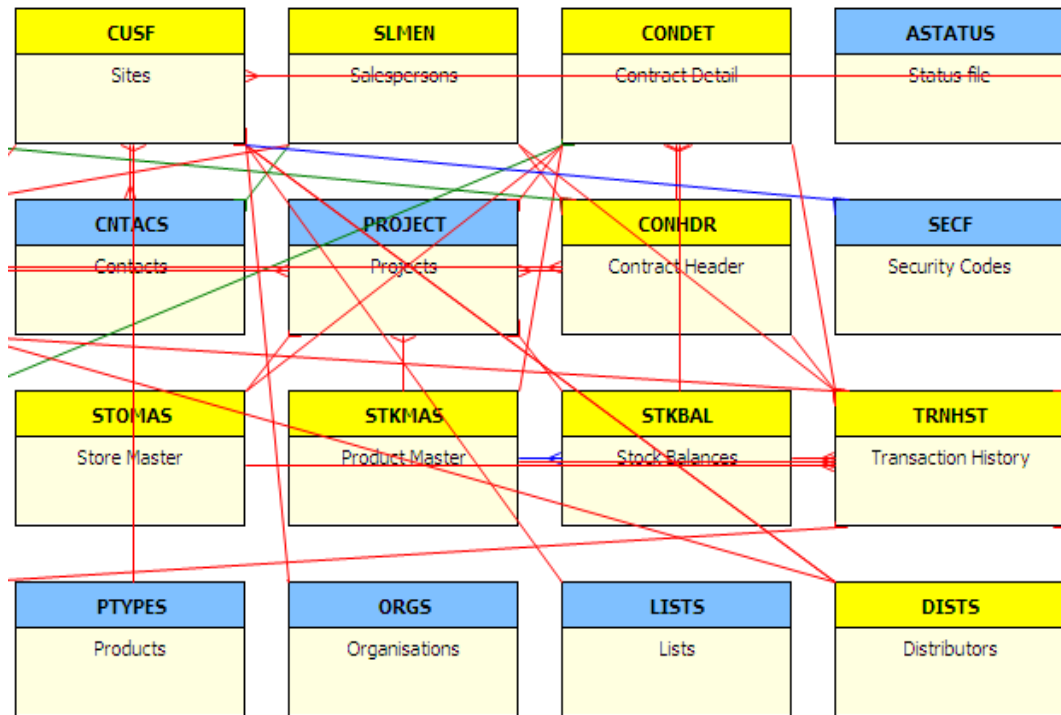 CUSF
Sites
SLMEN
Salespersons
CONDET
Contract Detail
ASTATUS
Status file
CNTACS
Contacts
PROJECT
Projects
CONHDR
Contract Header
SECF
Security Codes
STOMAS
Store Master
STKMAS
Product Master
STKBAL
Stock Balances
TRNHST
Transaction History
PTYPES
Products
ORGS
Organisations
LISTS
Lists
DISTS
Distributors